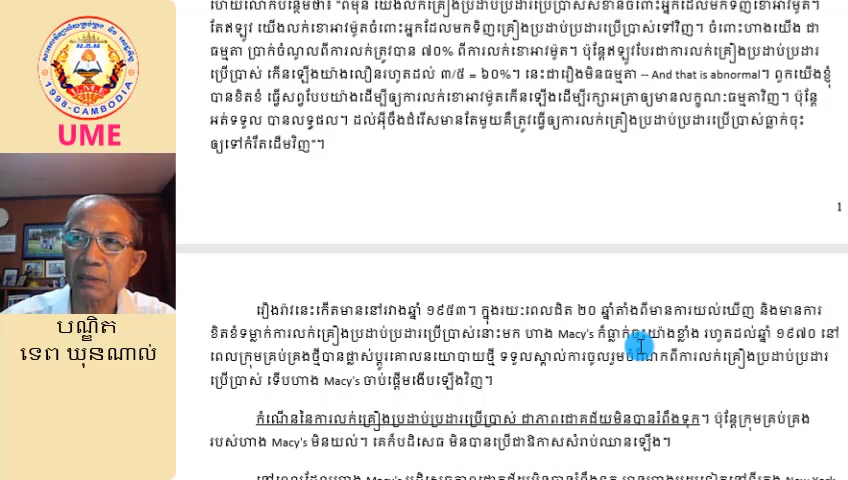 ហើយលោកបន្ថែមថា៖ "ពីមុន យើងលក់គ្រឿងប្រដាប់ប្រដារប្រើប្រាស់សំខាន់ចំពោះអ្នកដែលមកទិញខោអាវម៉ូត។
តែឥឡូវ យើងលក់ខោអាវម៉ូតចំពោះអ្នកដែលមកទិញគ្រឿងប្រដាប់ប្រដារប្រើប្រាស់ទៅវិញ។ ចំពោះហាងយើង ជា
ធម្មតា ប្រាក់ចំណូលពីការលក់ត្រូវបាន ៧០% ពីការលក់ខោអាវម៉ូត។ ប៉ុន្តែឥឡូវបែរជាការលក់គ្រឿងប្រដាប់ប្រដារ
ប្រើប្រាស់ កើនឡើងយ៉ាងលឿនរហូតដល់ ៣/៥ = ៦០%។ នេះជារឿងមិនធម្មតា -- And that is abnormal។ ពួកយើងខ្ញុំ
បានខិតខំ ធ្វើសព្វបែបយ៉ាងដើម្បីឲ្យការលក់ខោអាវម៉ូតកើនឡើងដើម្បីរក្សាអត្រាឲ្យមានលក្ខណៈធម្មតាវិញ។ ប៉ុន្តែ
អត់ទទួល បានលទ្ធផល។ ដល់អ៊ីចឹងជំរើសមានតែមួយគឺត្រូវធ្វើឲ្យការលក់គ្រឿងប្រដាប់ប្រដារប្រើប្រាស់ធ្លាក់ចុះ
ឲ្យទៅកំរឹតដើមវិញ"។
1
រឿងរ៉ាវនេះកើតមាននៅរវាងឆ្នាំ ១៩៥៣។ ក្នុងរយៈពេលជិត ២០ ឆ្នាំតាំងពីមានការយល់ឃើញ និងមានការ
ខិតខំទម្លាក់ការលក់គ្រឿងប្រដាប់ប្រដារប្រើប្រាស់នោះមក ហាង Macy's ក៏ធ្លាក់ចុះយ៉ាងខ្លាំង រហូតដល់ឆ្នាំ ១៩៧០ នៅ
ពេលក្រុមគ្រប់គ្រងថ្មីបានផ្លាស់ប្តូរគោលនយោបាយថ្មី ទទួលស្គាល់ការចូលរួមចំណែកពីការលក់គ្រឿងប្រដាប់ប្រដារ
ប្រើប្រាស់ ទើបហាង Macy's ចាប់ផ្តើមងើបឡើងវិញ។
កំណើននៃការលក់គ្រឿងប្រដាប់ប្រដារប្រើប្រាស់ ជាភាពជោគជ័យមិនបានរំពឹងទុក។ ប៉ុន្តែក្រុមគ្រប់គ្រង
របស់ហាង Macy's មិនយល់។ គេក៏បដិសេធ មិនបានប្រើជាឱកាសសំរាប់ឈានឡើង។
1998-CAMBODIA
UME
បណ្ឌិត
ទេព ឃុនណាល់